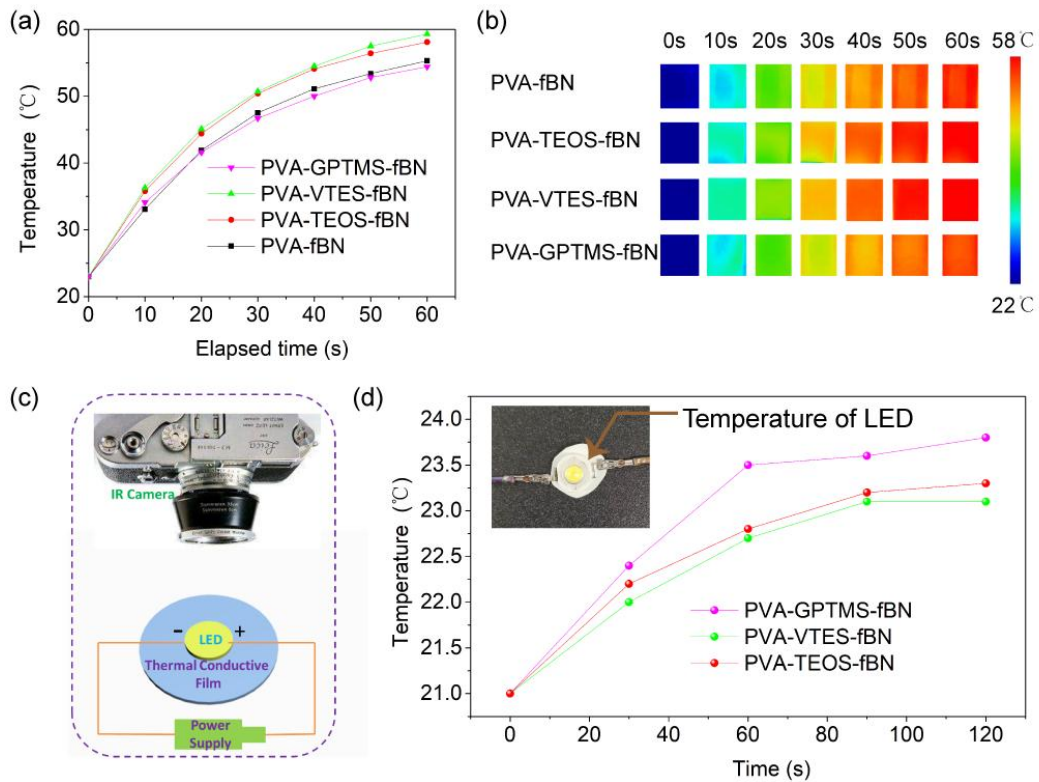 (a)
60
50
40
30
20
0 10 20 30 40 50 60
Temperature (℃)
Elapsed time (s)
PVA-GPTMS-fBN
PVA-VTES-fBN
PVA-TEOS-fBN
PVA-fBN
(b)
0s 10s 20s 30s 40s 50s 60s 58℃
PVA-fBN
PVA-TEOS-fBN
PVA-VTES-fBN
PVA-GPTMS-fBN
22℃
(c)
Leica
IR Camera
- LED +
Thermal Conductive
Film
Power
Supply
(d)
24.0
23.5
23.0
22.5
22.0
21.5
21.0
0 20 40 60 80 100 120
Temperature (℃)
Time (s)
Temperature of LED
PVA-GPTMS-fBN
PVA-VTES-fBN
PVA-TEOS-fBN